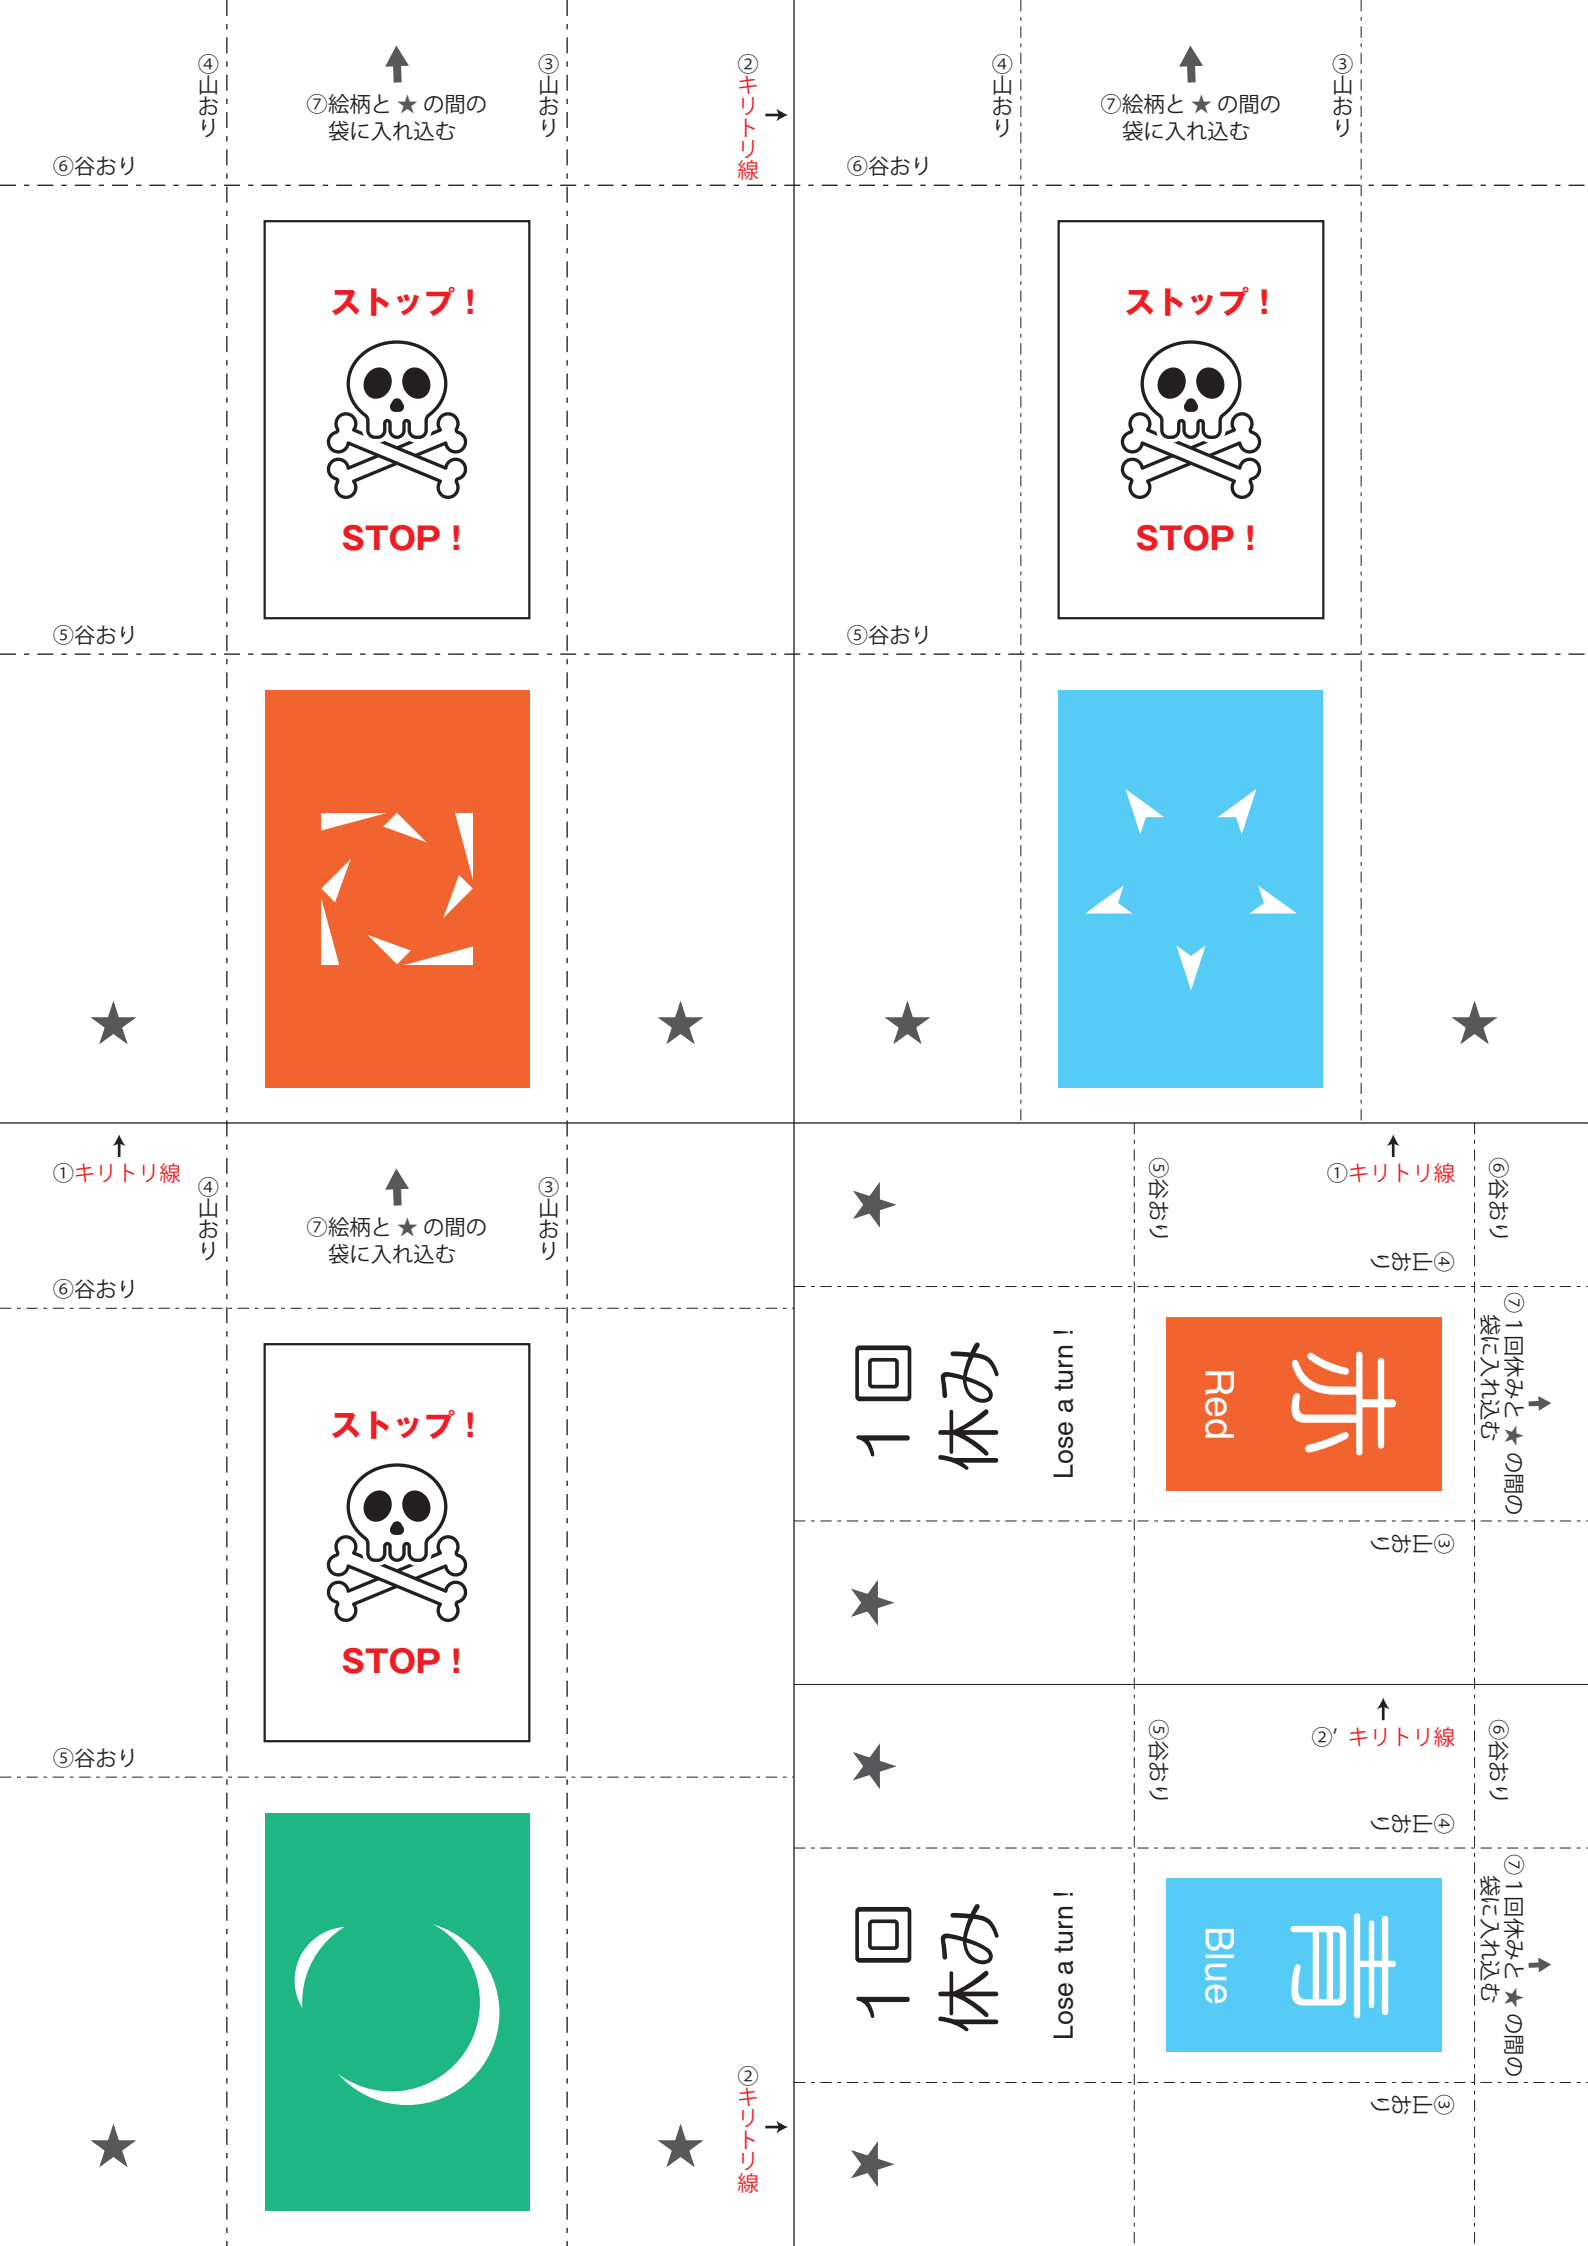 ④山おり
⑦絵柄と★の間の
袋に入れ込む
③山おり
②キリトリ線
⑥谷おり
ストップ！
STOP！
⑤谷おり
④山おり
⑦絵柄と★の間の
袋に入れ込む
③山おり
⑥谷おり
ストップ！
STOP！
⑤谷おり
①キリトリ線
④山おり
⑦絵柄と★の間の
袋に入れ込む
③山おり
⑥谷おり
ストップ！
STOP！
⑤谷おり
②キリトリ線
①キリトリ線
⑤谷おり
⑥谷おり
④山おり
1回
休み
Lose a turn !
赤
Red
⑦1回休みと★の間の
袋に入れ込む
③山おり
②’キリトリ線
⑤谷おり
⑥谷おり
④山おり
1回
休み
Lose a turn !
青
Blue
⑦1回休みと★の間の
袋に入れ込む
③山おり